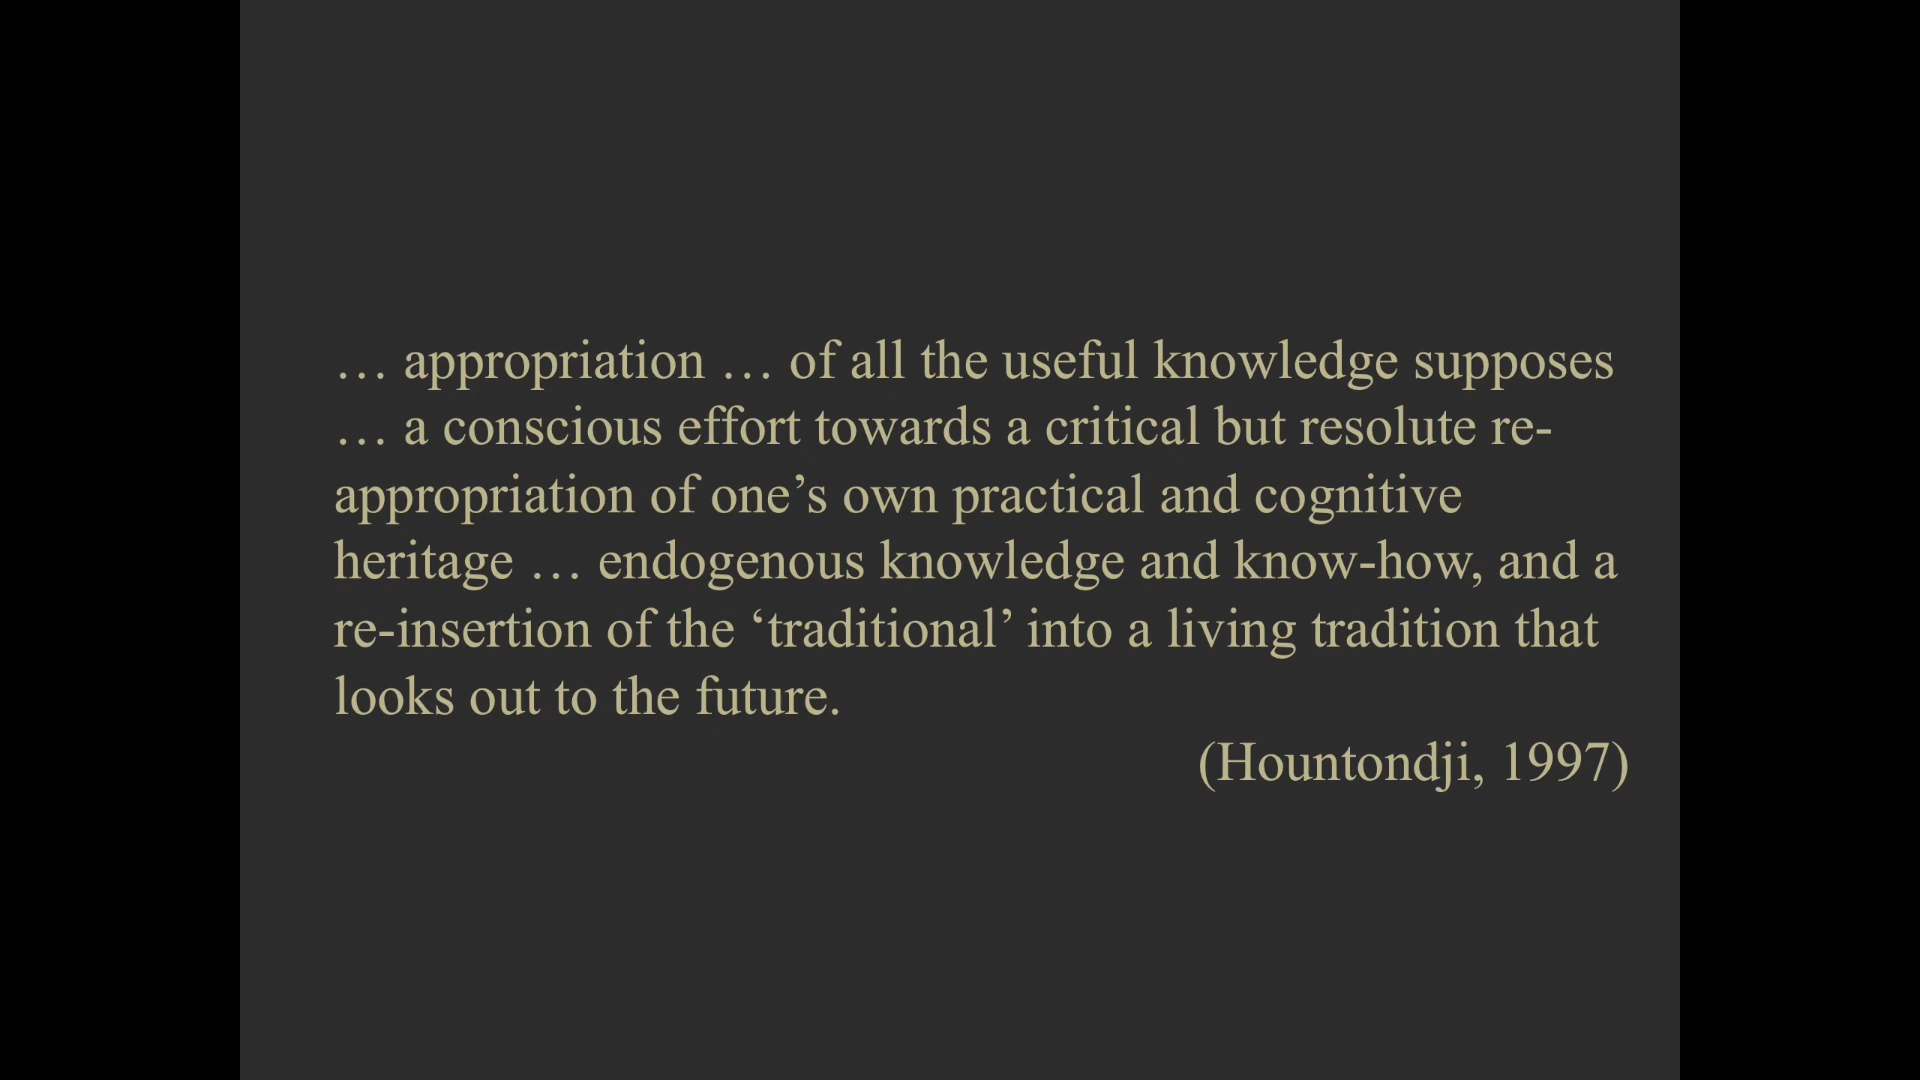 … appropriation … of all the useful knowledge supposes
… a conscious effort towards a critical but resolute re-
appropriation of one’s own practical and cognitive
heritage … endogenous knowledge and know-how, and a
re-insertion of the ‘traditional’ into a living tradition that
looks out to the future.
(Hountondji, 1997)